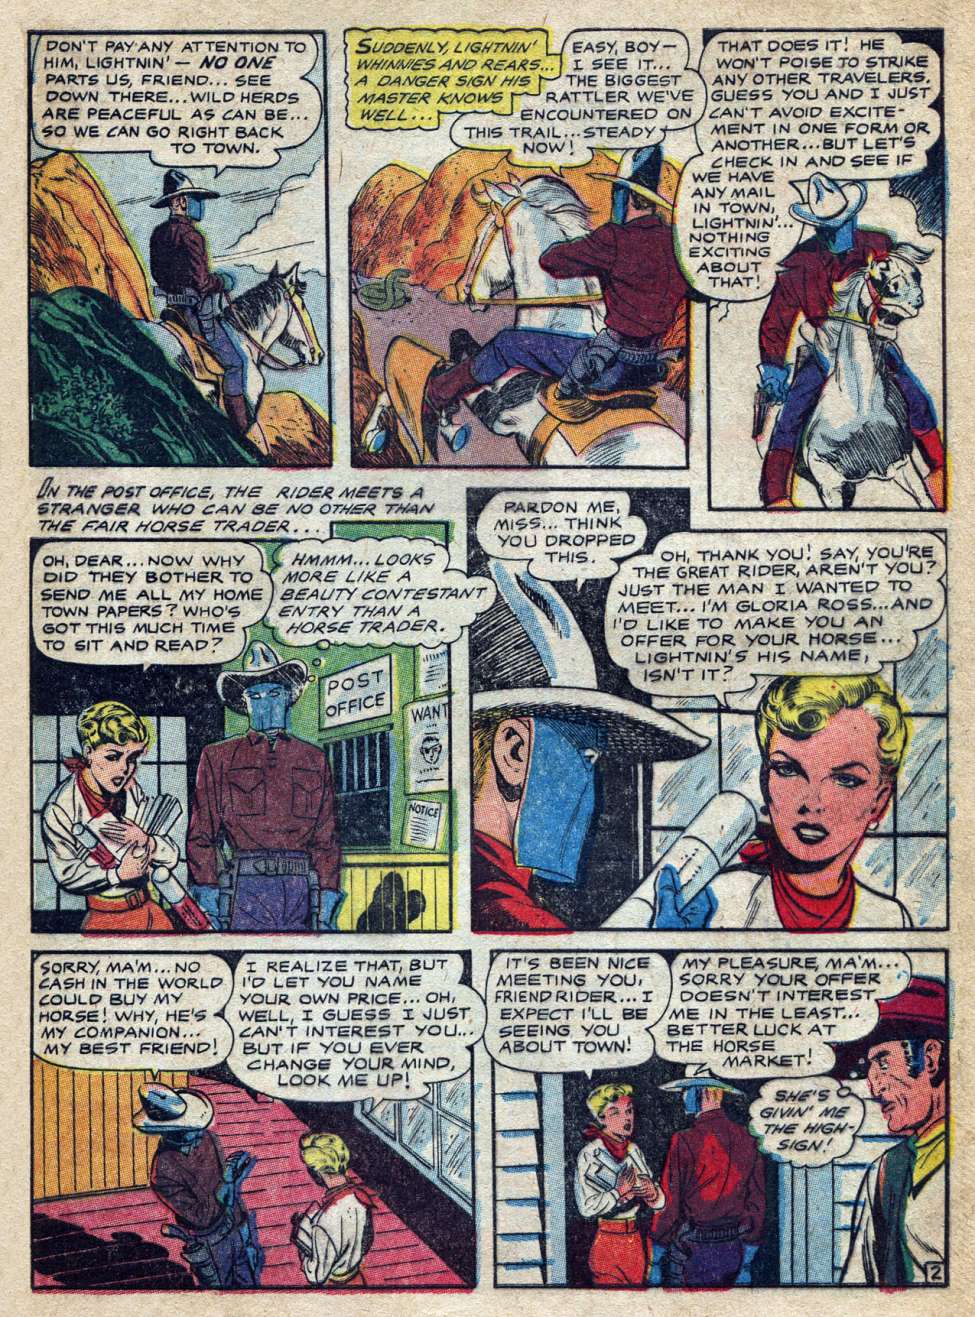 DON'T PAY ANY ATTENTION TO
HIM, LIGHTNIN' — NO ONE
PARTS US, FRIEND... SEE
DOWN THERE... WILD HERDS
ARE PEACEFUL AS CAN BE...
SO WE CAN GO RIGHT BACK
TO TOWN.
SUDDENLY, LIGHTNIN'
WHINNIES AND REARS...
A DANGER SIGN HIS
MASTER KNOWS
WELL...
EASY, BOY—
I SEE IT...
THE BIGGEST
RATTLER WE'VE
ENCOUNTERED ON
THIS TRAIL...STEADY
NOW!
THAT DOES IT! HE
WON'T POISE TO STRIKE
ANY OTHER TRAVELERS.
GUESS YOU AND I JUST
CAN'T AVOID EXCITE-
MENT IN ONE FORM OR
ANOTHER...BUT LET'S
CHECK IN AND SEE IF
WE HAVE
ANY MAIL
IN TOWN,
LIGHTNIN'...
NOTHING
EXCITING
ABOUT
THAT!
ON THE POST OFFICE, THE RIDER MEETS A
STRANGER WHO CAN BE NO OTHER THAN
THE FAIR HORSE TRADER...
OH, DEAR...NOW WHY
DID THEY BOTHER TO
SEND ME ALL MY HOME
TOWN PAPERS? WHO'S
GOT THIS MUCH TIME
TO SIT AND READ?
HMMM...LOOKS
MORE LIKE A
BEAUTY CONTESTANT
ENTRY THAN A
HORSE TRADER.
POST
OFFICE
WANT
NOTICE
PARDON ME,
MISS... THINK
YOU DROPPED
THIS.
OH, THANK YOU! SAY, YOU'RE
THE GREAT RIDER, AREN'T YOU?
JUST THE MAN I WANTED TO
MEET... I'M GLORIA ROSS...AND
I'D LIKE TO MAKE YOU AN
OFFER FOR YOUR HORSE...
LIGHTNIN'S HIS NAME,
ISN'T IT?
SORRY, MA'M... NO
CASH IN THE WORLD
COULD BUY MY
HORSE! WHY, HE'S
MY COMPANION...
MY BEST FRIEND!
I REALIZE THAT, BUT
I'D LET YOU NAME
YOUR OWN PRICE... OH,
WELL, I GUESS I JUST
CAN'T INTEREST YOU...
BUT IF YOU EVER
CHANGE YOUR MIND,
LOOK ME UP!
IT'S BEEN NICE
MEETING YOU,
FRIEND RIDER... I
EXPECT I'LL BE
SEEING YOU
ABOUT TOWN!
MY PLEASURE, MA'M...
SORRY YOUR OFFER
DOESN'T INTEREST
ME IN THE LEAST...
BETTER LUCK AT
THE HORSE
MARKET!
SHE'S
GIVIN' ME
THE HIGH-
SIGN!
2